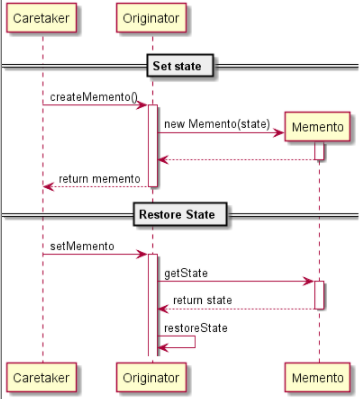 Caretaker Originator
Set state
createMemento()
new Memento(state)
Memento
return memento
Restore State
setMemento
getState
return state
restoreState
Caretaker Originator Memento